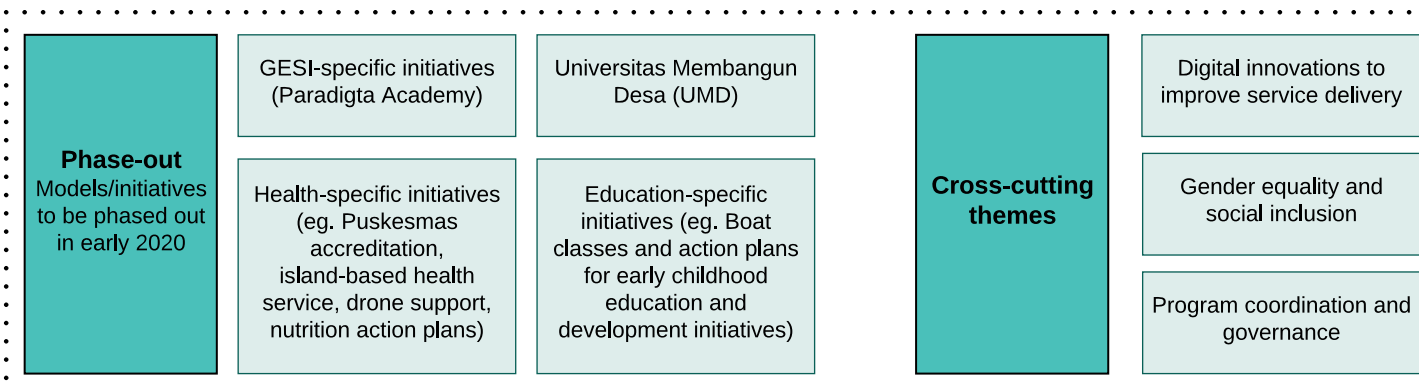 Phase-out
Models/initiatives
to be phased out
in early 2020
GESI-specific initiatives
(Paradigta Academy)
Universitas Membangun
Desa (UMD)
Health-specific initiatives
(eg. Puskesmas
accreditation,
island-based health
service, drone support,
nutrition action plans)
Education-specific
initiatives (eg. Boat
classes and action plans
for early childhood
education and
development initiatives)
Cross-cutting
themes
Digital innovations to
improve service delivery
Gender equality and
social inclusion
Program coordination and
governance